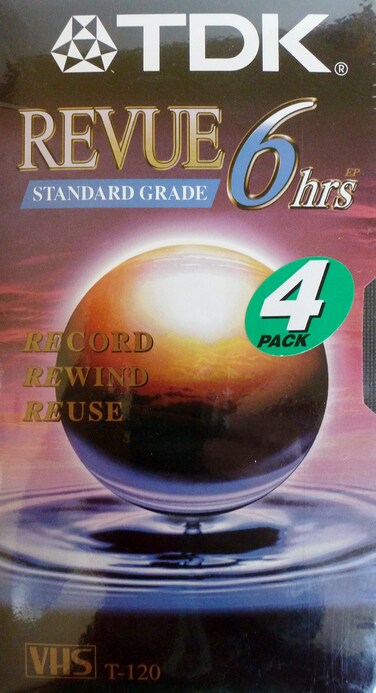 TDK®
REVUE 6 hrs EP
STANDARD GRADE
4
PACK
RECORD
REWIND
REUSE
VHS T-120